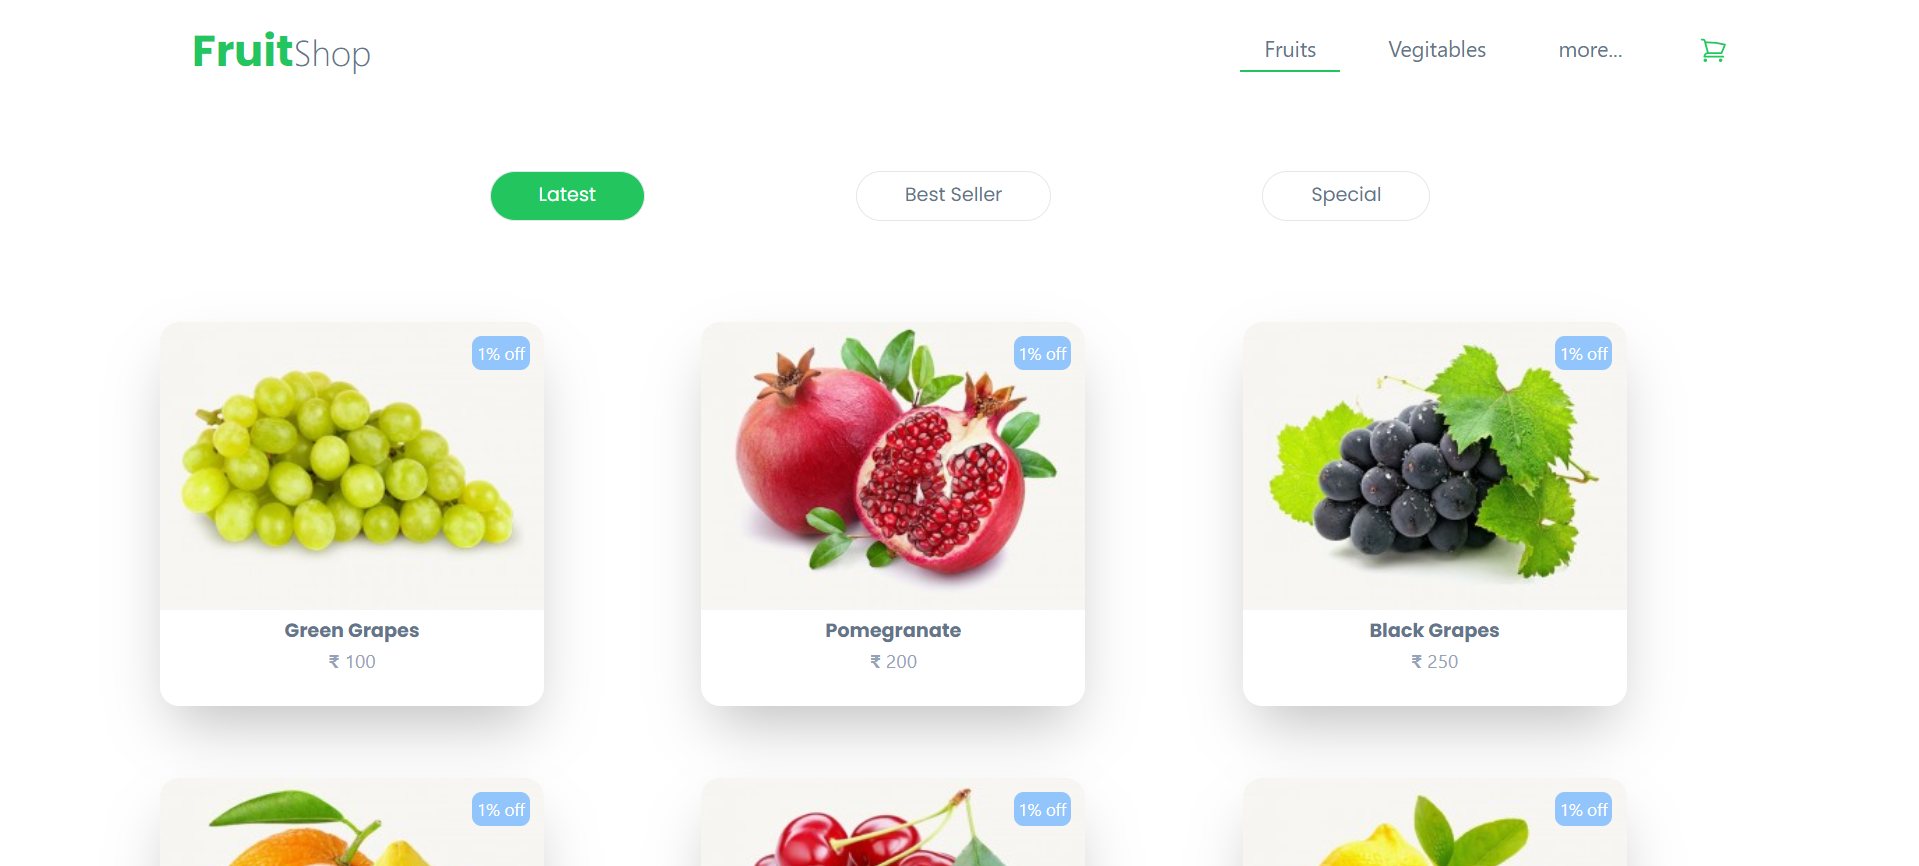 FruitShop
Fruits Vegitables more...
Latest Best Seller Special
1% off 1% off 1% off
Green Grapes Pomegranate Black Grapes
₹ 100 ₹ 200 ₹ 250
1% off 1% off 1% off